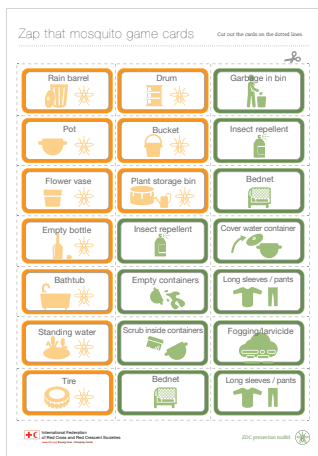 Zap that mosquito game cards
Cut out the cards on the dotted lines.
Rain barrel
Drum
Garbage in bin
Pot
Bucket
Insect repellent
Flower vase
Plant storage bin
Bednet
Empty bottle
Insect repellent
Cover water container
Bathtub
Empty containers
Long sleeves / pants
Standing water
Scrub inside containers
Fogging/larvicide
Tire
Bednet
Long sleeves / pants
International Federation
of Red Cross and Red Crescent Societies
ZDC prevention toolkit